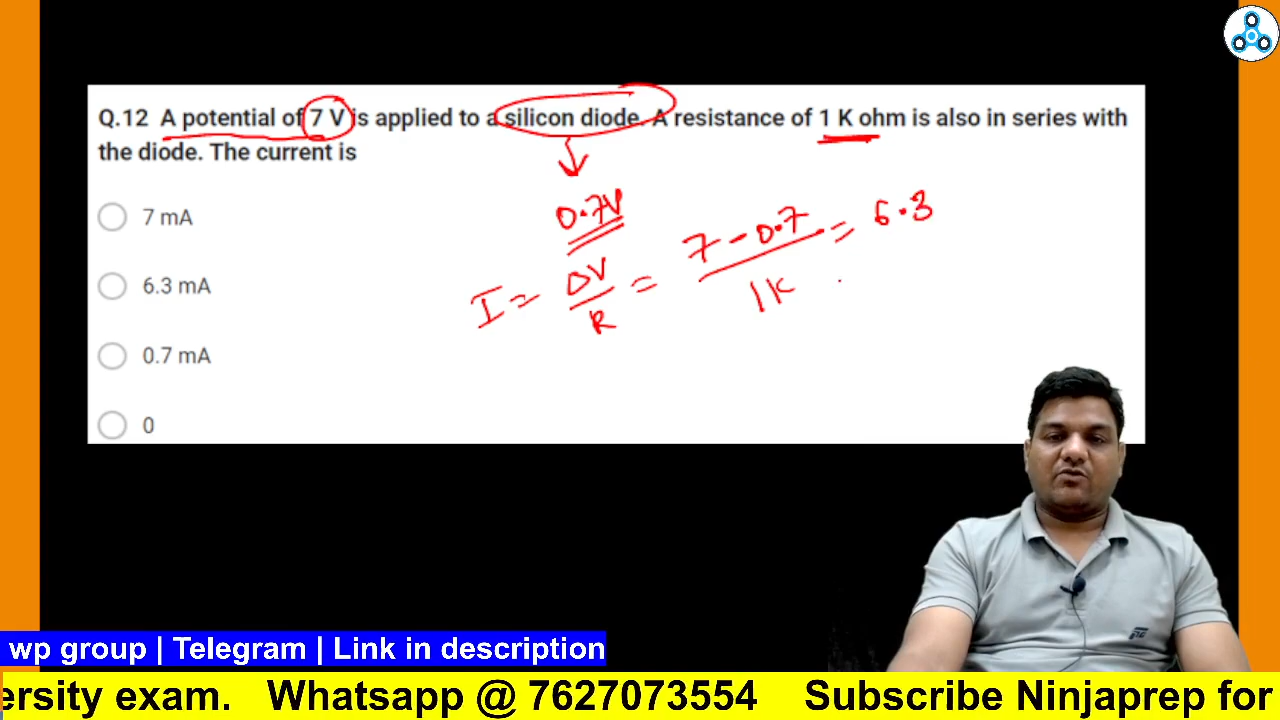 Q.12 A potential of 7 V is applied to a silicon diode. A resistance of 1 K ohm is also in series with
the diode. The current is
7 mA
6.3 mA
0.7 mA
0
0.7V
I = ΔV/R = 7 - 0.7/1K = 6.3
wp group | Telegram | Link in description
ersity exam. Whatsapp @ 7627073554 Subscribe Ninjaprep for